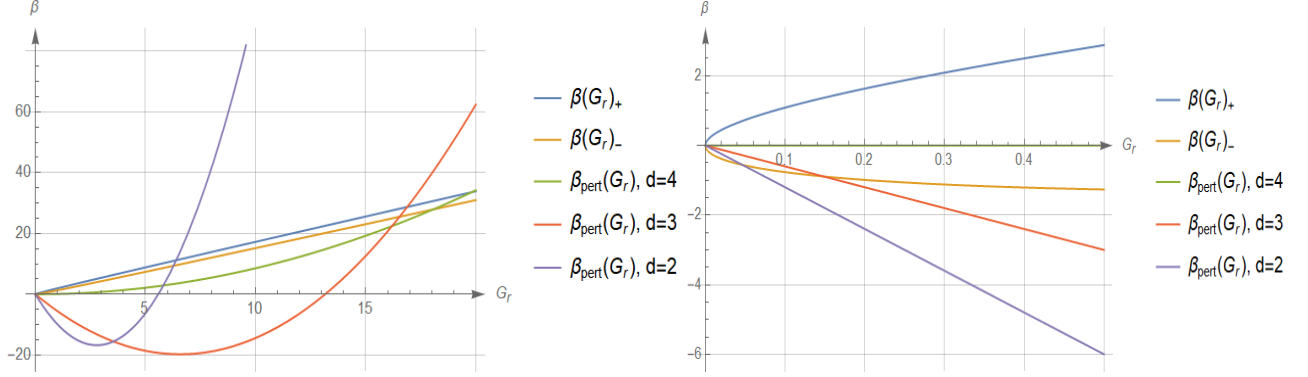 β
60
40
20
−20
5
10
15
G_r
β(G_r)_+
β(G_r)_−
β_pert(G_r), d=4
β_pert(G_r), d=3
β_pert(G_r), d=2
β
2
−2
−4
−6
0.1
0.2
0.3
0.4
G_r
β(G_r)_+
β(G_r)_−
β_pert(G_r), d=4
β_pert(G_r), d=3
β_pert(G_r), d=2